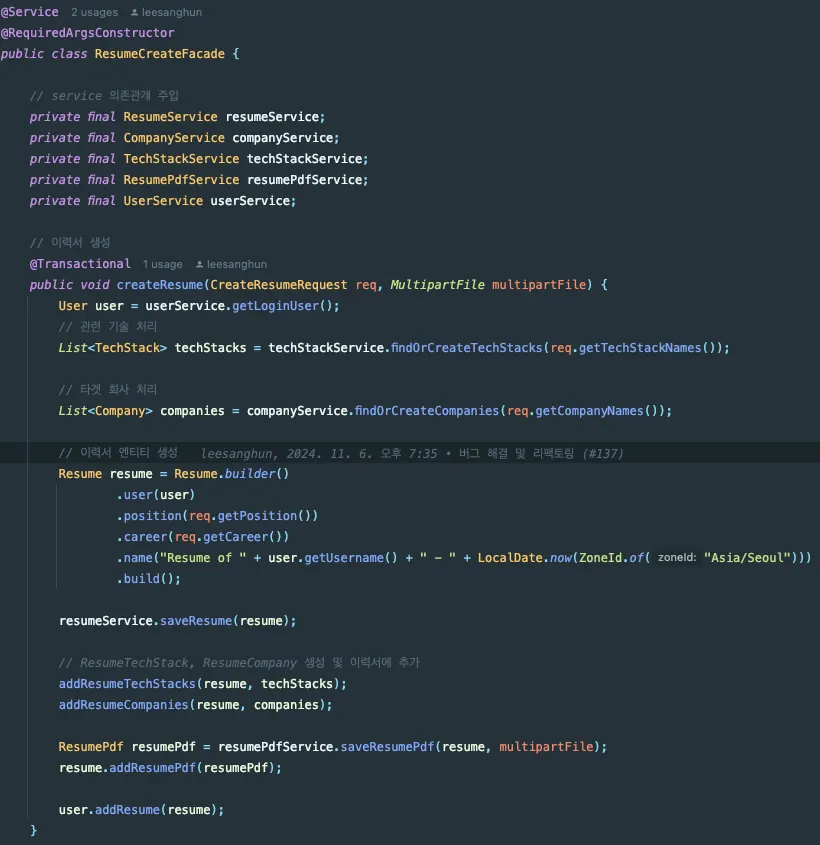 @Service 2 usages leesanghun
@RequiredArgsConstructor
public class ResumeCreateFacade {
// service 의존관걔 주입
private final ResumeService resumeService;
private final CompanyService companyService;
private final TechStackService techStackService;
private final ResumePdfService resumePdfService;
private final UserService userService;
// 이력서 생성
@Transactional 1 usage leesanghun
public void createResume(CreateResumeRequest req, MultipartFile multipartFile) {
User user = userService.getLoginUser();
// 관련 기술 처리
List<TechStack> techStacks = techStackService.findOrCreateTechStacks(req.getTechStackNames());
// 타겟 회사 처리
List<Company> companies = companyService.findOrCreateCompanies(req.getCompanyNames());
// 이력서 엔티티 생성 leesanghun, 2024. 11. 6. 오후 7:35 • 버그 해결 및 리팩토링 (#137)
Resume resume = Resume.builder()
.user(user)
.position(req.getPosition())
.career(req.getCareer())
.name("Resume of " + user.getUsername() + " - " + LocalDate.now(ZoneId.of( zoneId: "Asia/Seoul")))
.build();
resumeService.saveResume(resume);
// ResumeTechStack, ResumeCompany 생성 및 이력서에 추가
addResumeTechStacks(resume, techStacks);
addResumeCompanies(resume, companies);
ResumePdf resumePdf = resumePdfService.saveResumePdf(resume, multipartFile);
resume.addResumePdf(resumePdf);
user.addResume(resume);
}